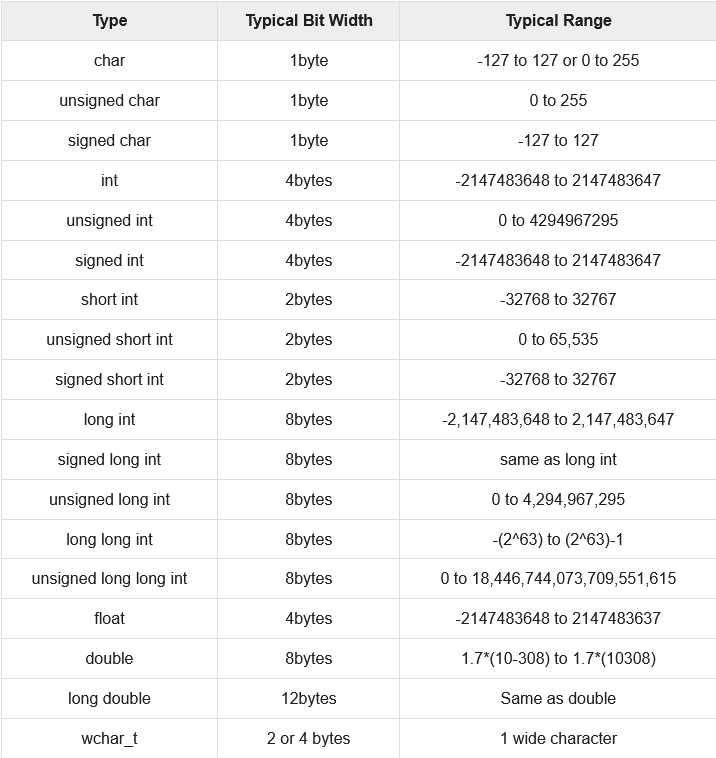 Type Typical Bit Width Typical Range
char 1byte -127 to 127 or 0 to 255
unsigned char 1byte 0 to 255
signed char 1byte -127 to 127
int 4bytes -2147483648 to 2147483647
unsigned int 4bytes 0 to 4294967295
signed int 4bytes -2147483648 to 2147483647
short int 2bytes -32768 to 32767
unsigned short int 2bytes 0 to 65,535
signed short int 2bytes -32768 to 32767
long int 8bytes -2,147,483,648 to 2,147,483,647
signed long int 8bytes same as long int
unsigned long int 8bytes 0 to 4,294,967,295
long long int 8bytes -(2^63) to (2^63)-1
unsigned long long int 8bytes 0 to 18,446,744,073,709,551,615
float 4bytes -2147483648 to 2147483637
double 8bytes 1.7*(10-308) to 1.7*(10308)
long double 12bytes Same as double
wchar_t 2 or 4 bytes 1 wide character